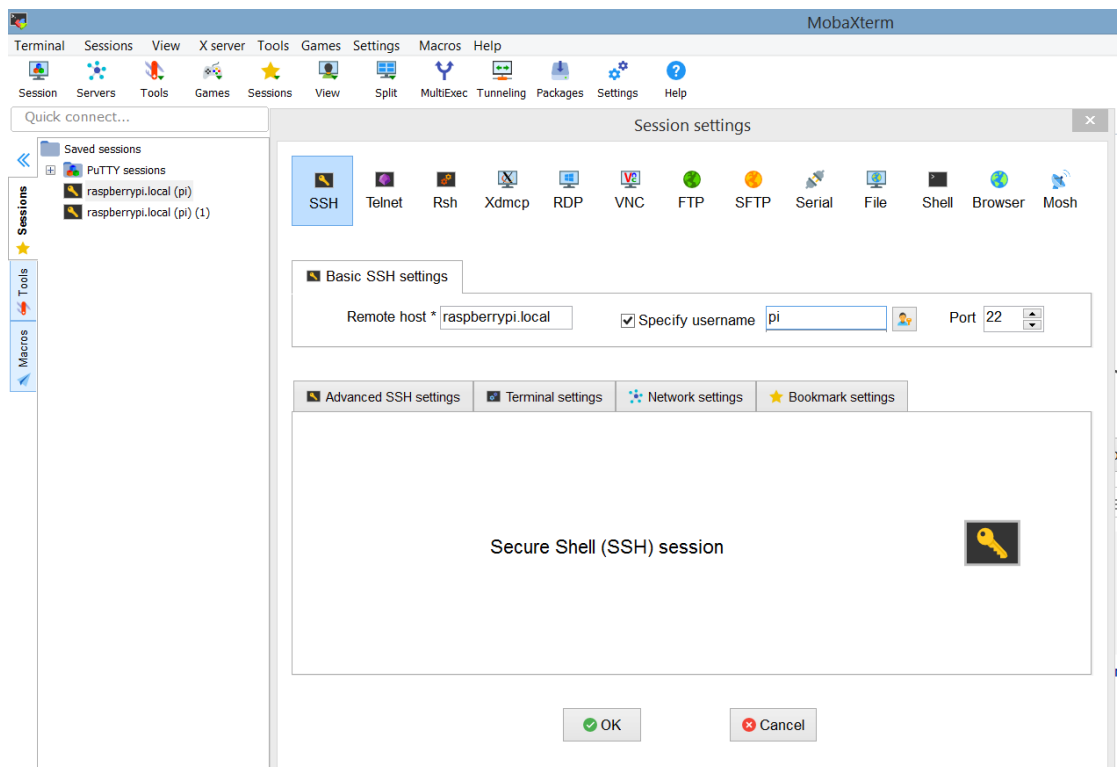 MobaXterm
Terminal Sessions View X server Tools Games Settings Macros Help
Session Servers Tools Games Sessions View Split MultiExec Tunneling Packages Settings Help
Quick connect...
Session settings
Saved sessions
PuTTY sessions
raspberrypi.local (pi)
raspberrypi.local (pi) (1)
Sessions
Tools
Macros
SSH Telnet Rsh Xdmcp RDP VNC FTP SFTP Serial File Shell Browser Mosh
Basic SSH settings
Remote host * raspberrypi.local Specify username pi Port 22
Advanced SSH settings Terminal settings Network settings Bookmark settings
Secure Shell (SSH) session
OK Cancel